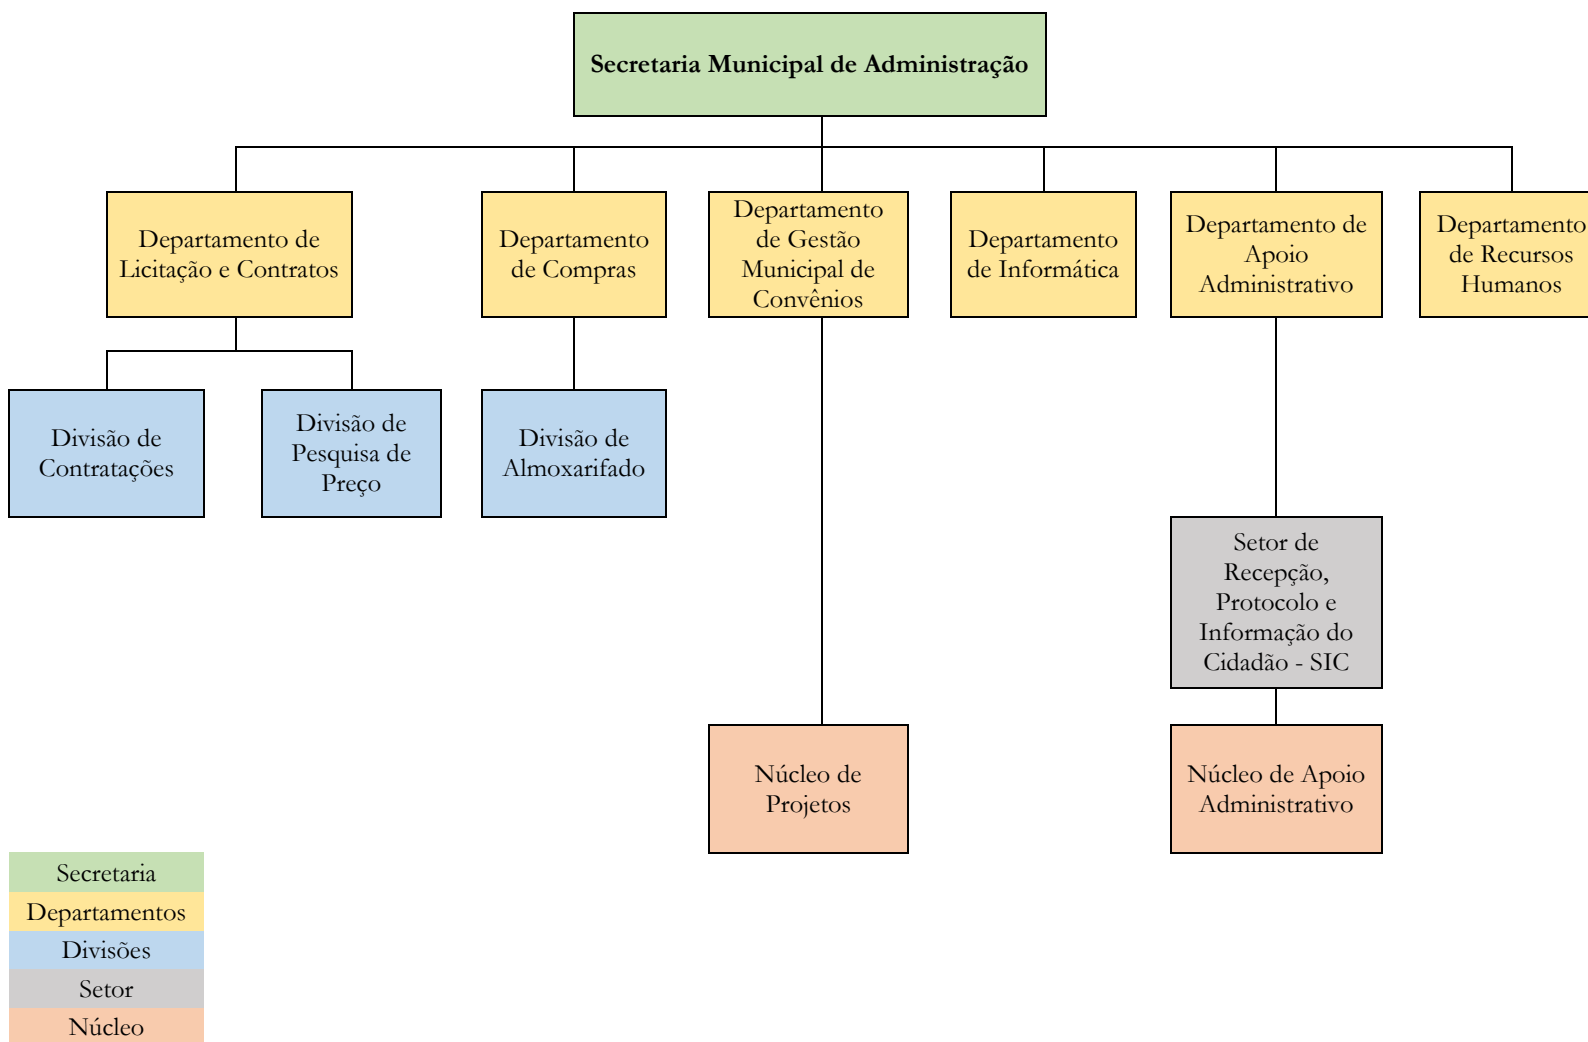 Secretaria Municipal de Administração
Departamento de
Licitação e Contratos
Departamento
de Compras
Departamento
de Gestão
Municipal de
Convênios
Departamento
de Informática
Departamento de
Apoio
Administrativo
Departamento
de Recursos
Humanos
Divisão de
Contratações
Divisão de
Pesquisa de
Preço
Divisão de
Almoxarifado
Setor de
Recepção,
Protocolo e
Informação do
Cidadão - SIC
Núcleo de
Projetos
Núcleo de Apoio
Administrativo
Secretaria
Departamentos
Divisões
Setor
Núcleo